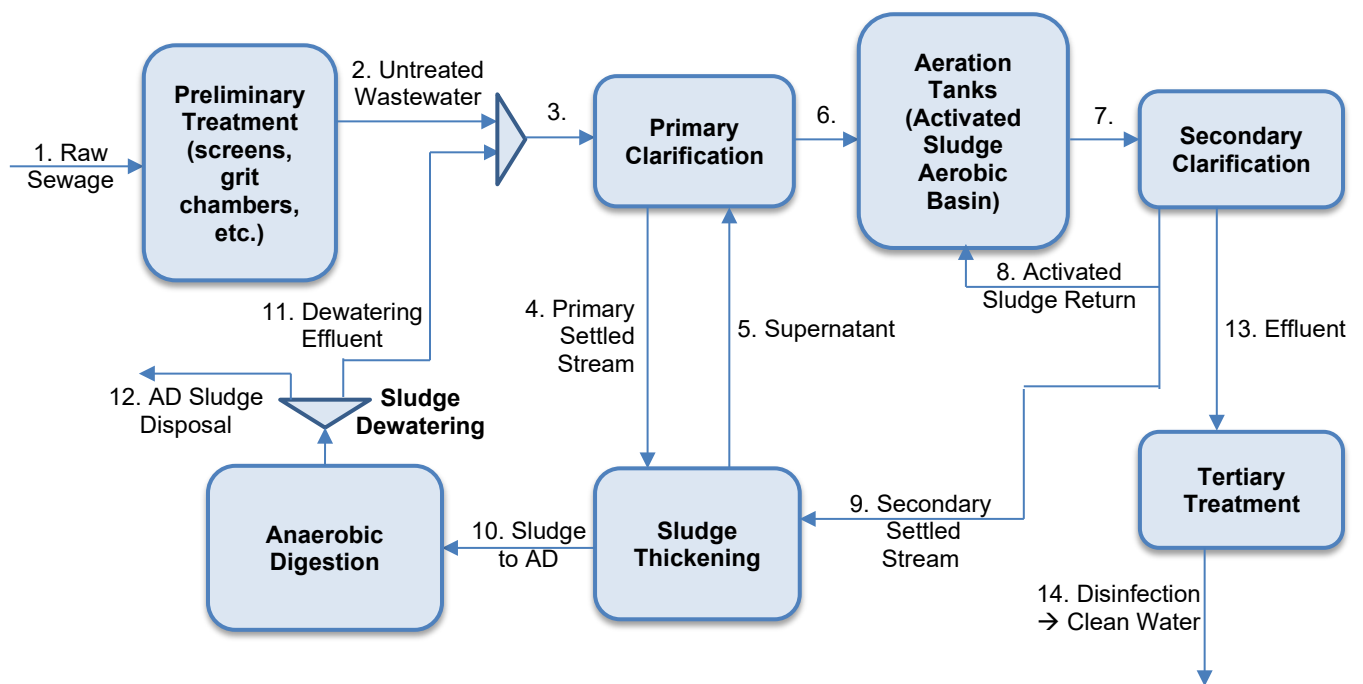 Preliminary
Treatment
(screens,
grit
chambers,
etc.)
1. Raw
Sewage
2. Untreated
Wastewater
3.
Primary
Clarification
6.
Aeration
Tanks
(Activated
Sludge
Aerobic
Basin)
7.
Secondary
Clarification
8. Activated
Sludge Return
11. Dewatering
Effluent
4. Primary
Settled
Stream
5. Supernatant
13. Effluent
12. AD Sludge
Disposal
Sludge
Dewatering
Anaerobic
Digestion
10. Sludge
to AD
Sludge
Thickening
9. Secondary
Settled
Stream
Tertiary
Treatment
14. Disinfection
→ Clean Water